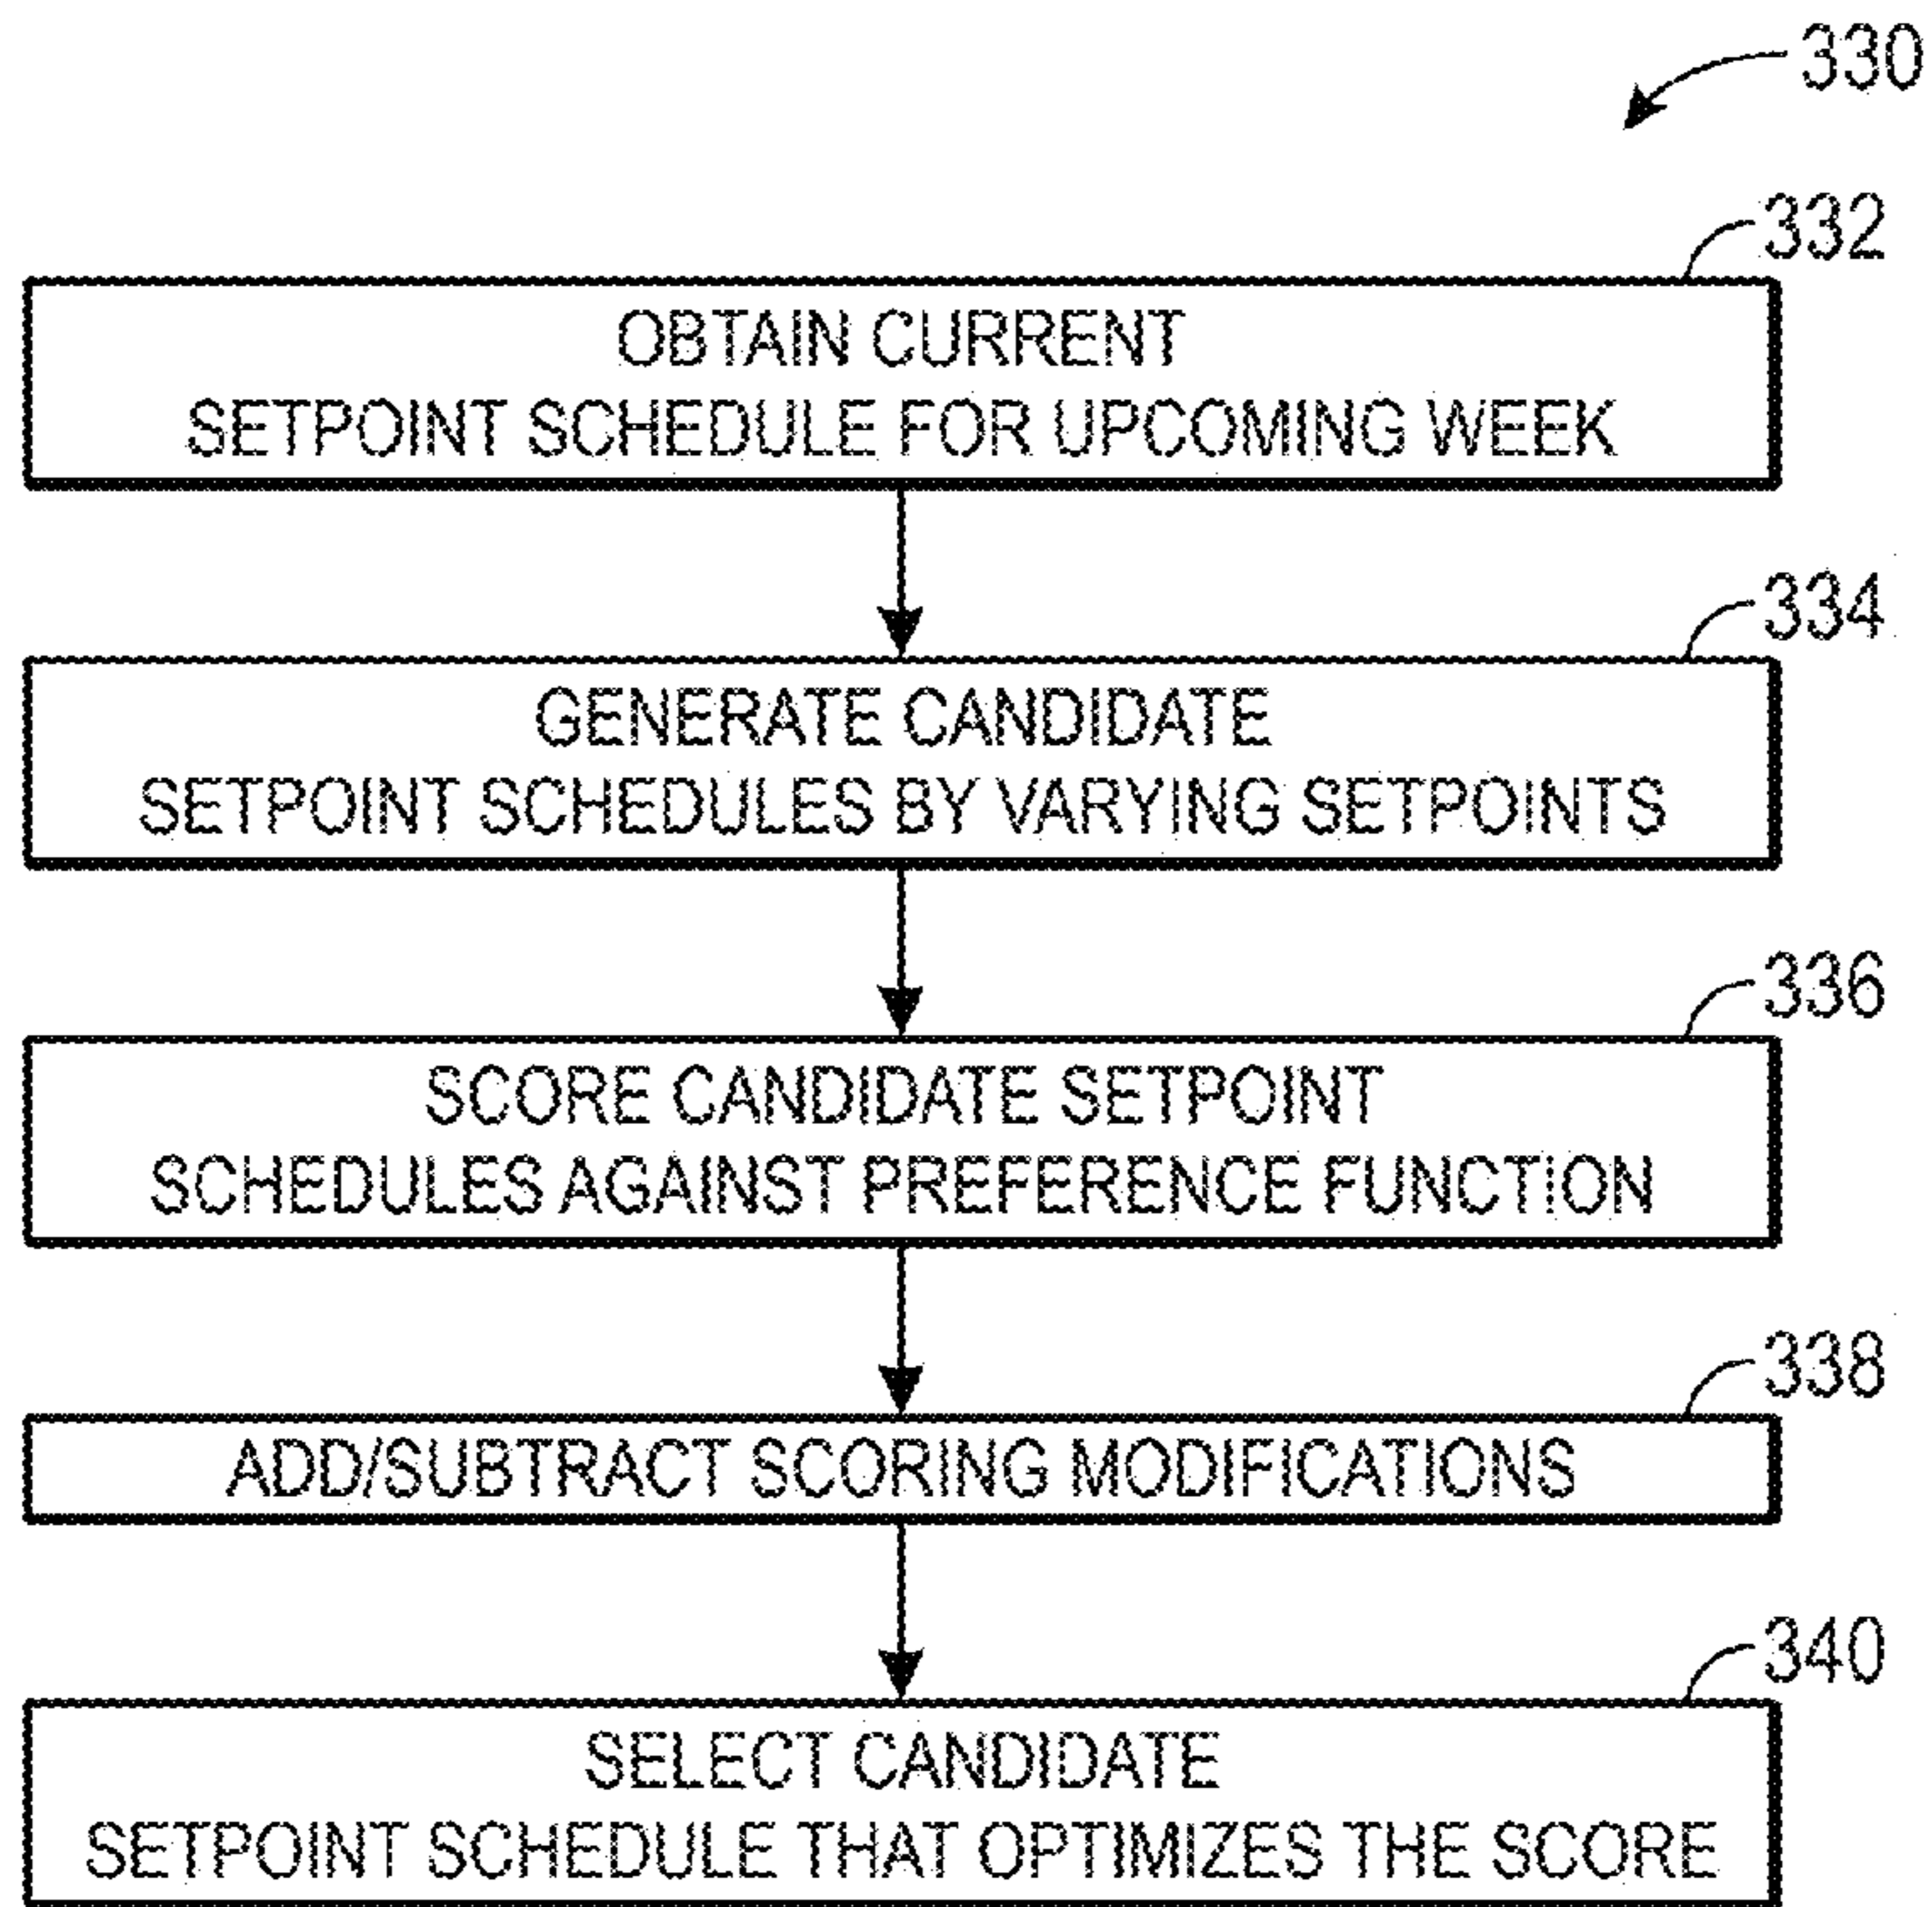 330
332
OBTAIN CURRENT
SETPOINT SCHEDULE FOR UPCOMING WEEK
334
GENERATE CANDIDATE
SETPOINT SCHEDULES BY VARYING SETPOINTS
336
SCORE CANDIDATE SETPOINT
SCHEDULES AGAINST PREFERENCE FUNCTION
338
ADD/SUBTRACT SCORING MODIFICATIONS
340
SELECT CANDIDATE
SETPOINT SCHEDULE THAT OPTIMIZES THE SCORE